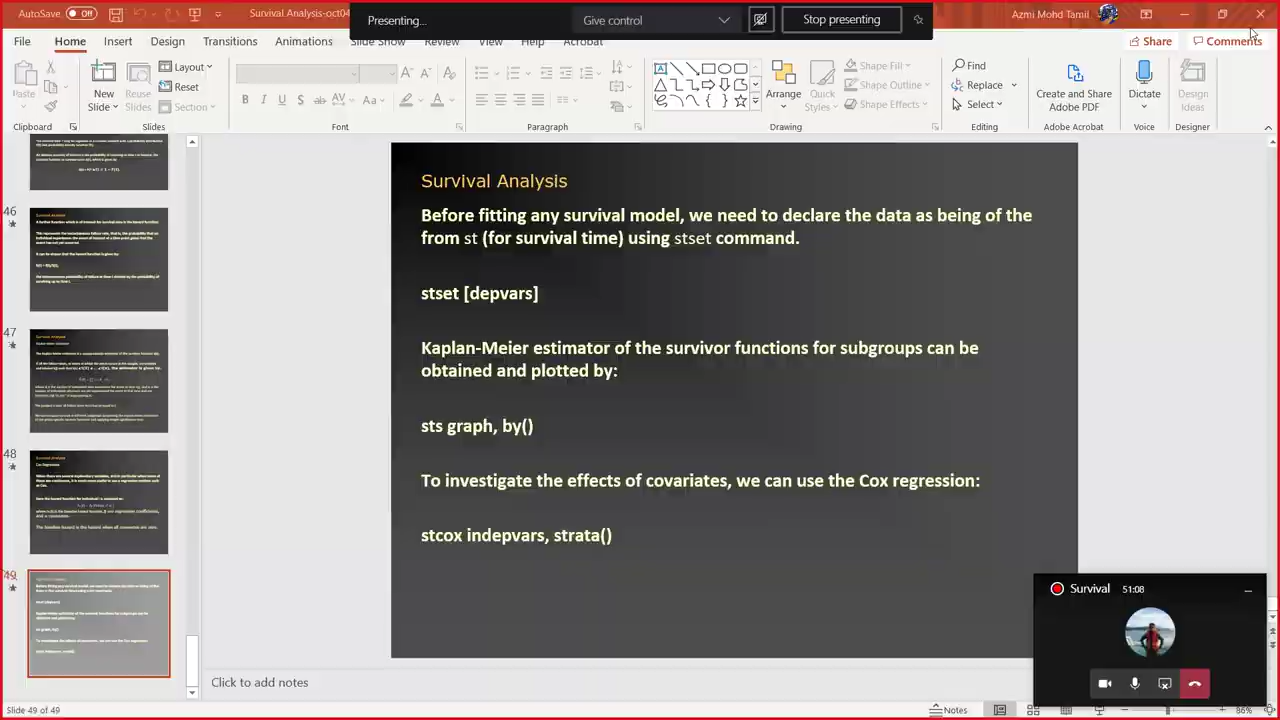 AutoSave Off
Survival Analysis-oct04
Presenting...
Give control
Stop presenting
Azmi Mohd Tamil
File Home Insert Design Transitions Animations Slide Show Review View Help Acrobat
Share Comments
Paste
New
Slide
Reuse
Slides
Layout
Reset
Section
Arrange
Quick
Styles
Shape Fill
Shape Outline
Shape Effects
Find
Replace
Select
Create and Share
Adobe PDF
Dictate
Design
Ideas
Clipboard Slides Font Paragraph Drawing Editing Adobe Acrobat Voice Designer
46
47
48
49
Survival Analysis
Before fitting any survival model, we need to declare the data as being of the
from st (for survival time) using stset command.
stset [depvars]
Kaplan-Meier estimator of the survivor functions for subgroups can be
obtained and plotted by:
sts graph, by()
To investigate the effects of covariates, we can use the Cox regression:
stcox indepvars, strata()
Survival 51:08
Click to add notes
Slide 49 of 49
Notes
86%